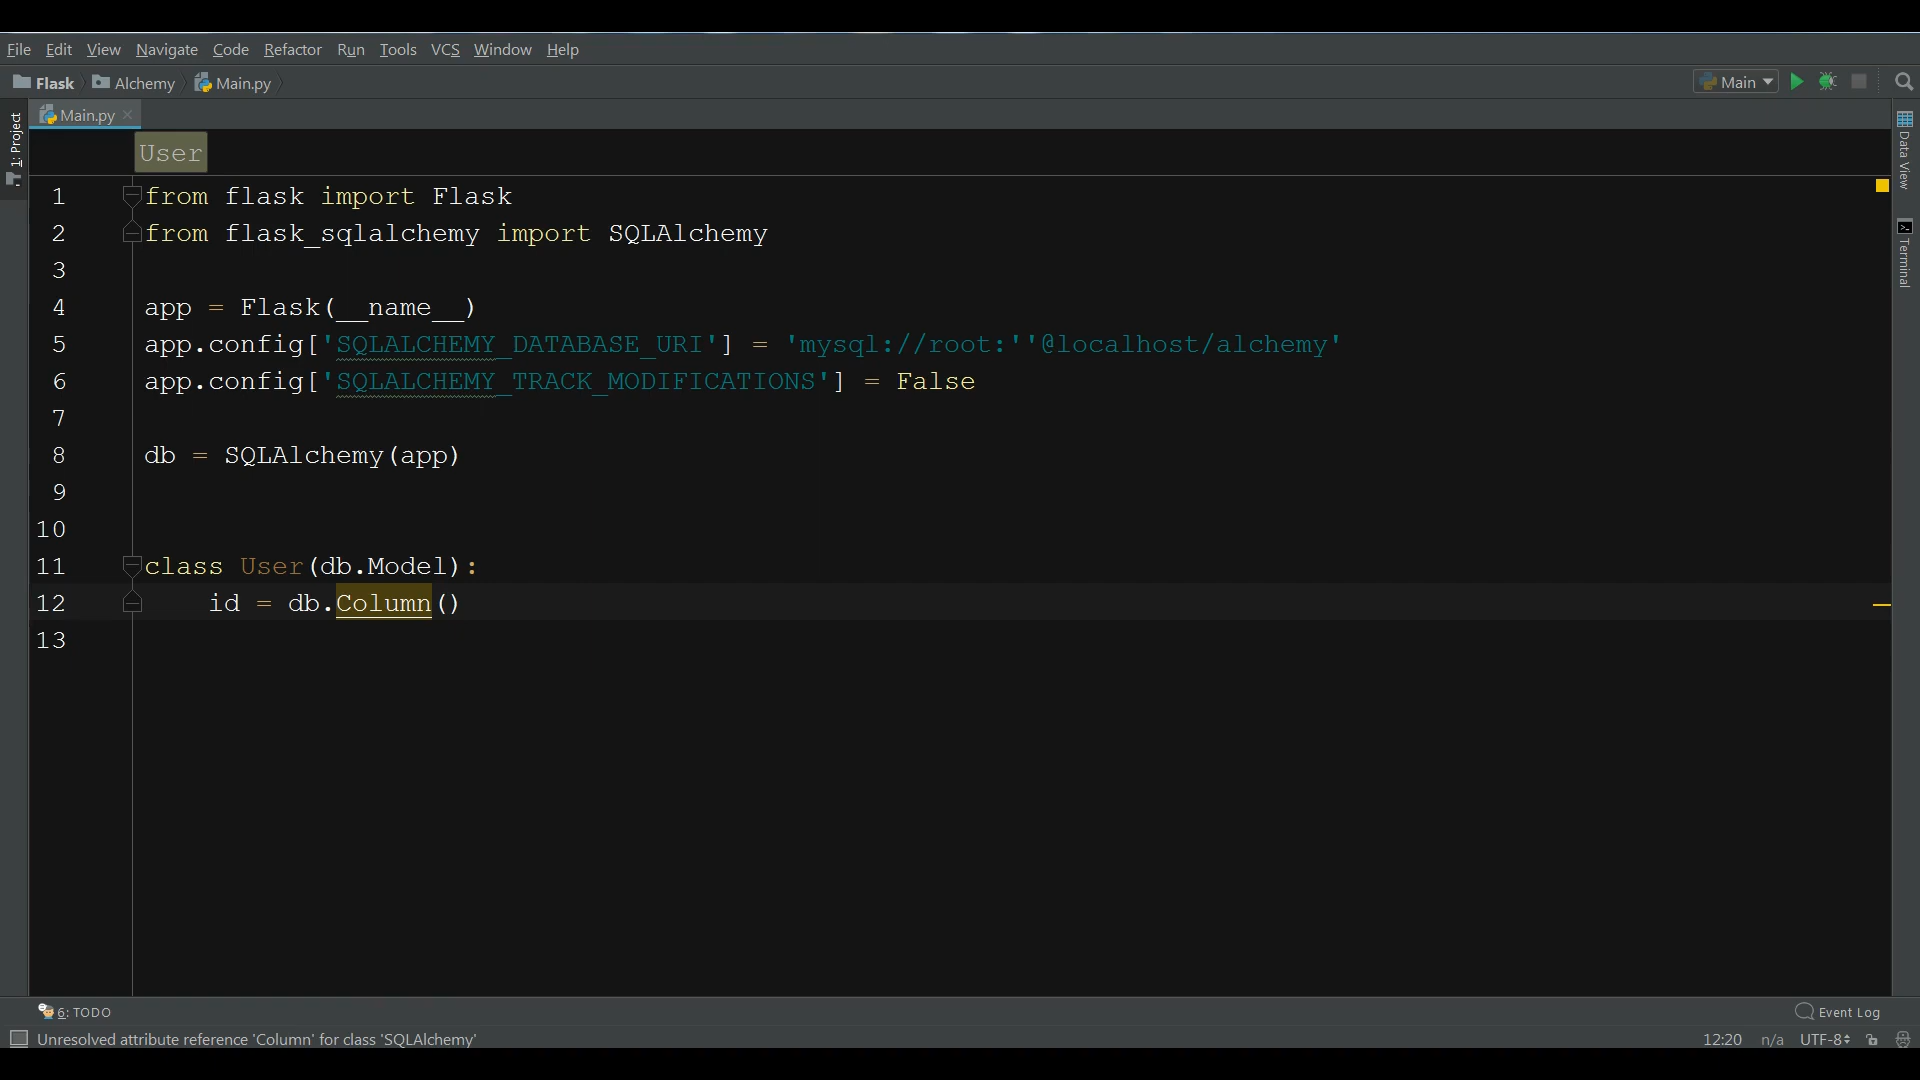 File Edit View Navigate Code Refactor Run Tools VCS Window Help
Flask Alchemy Main.py Main
Main.py
1: Project
Data View
Terminal
User
1 from flask import Flask
2 from flask_sqlalchemy import SQLAlchemy
3
4 app = Flask(__name__)
5 app.config['SQLALCHEMY_DATABASE_URI'] = 'mysql://root:''@localhost/alchemy'
6 app.config['SQLALCHEMY_TRACK_MODIFICATIONS'] = False
7
8 db = SQLAlchemy(app)
9
10
11 class User(db.Model):
12     id = db.Column()
13
6: TODO Event Log
Unresolved attribute reference 'Column' for class 'SQLAlchemy' 12:20 n/a UTF-8